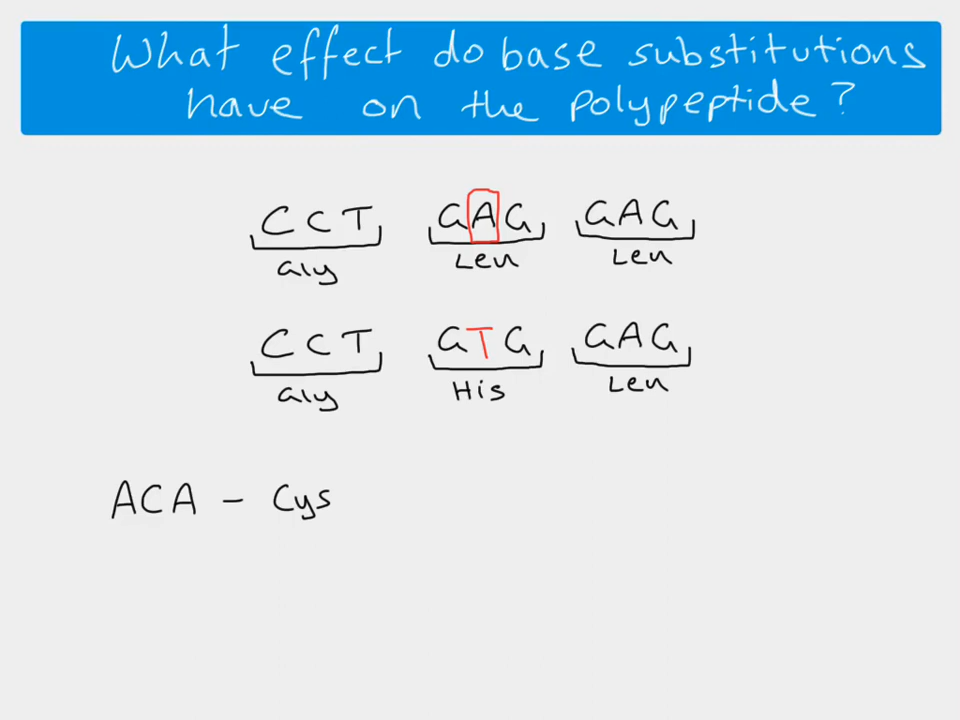 What effect do base substitutions
have on the polypeptide?
CCT GAG GAG
Gly Leu Leu
CCT GTG GAG
Gly His Leu
ACA - Cys